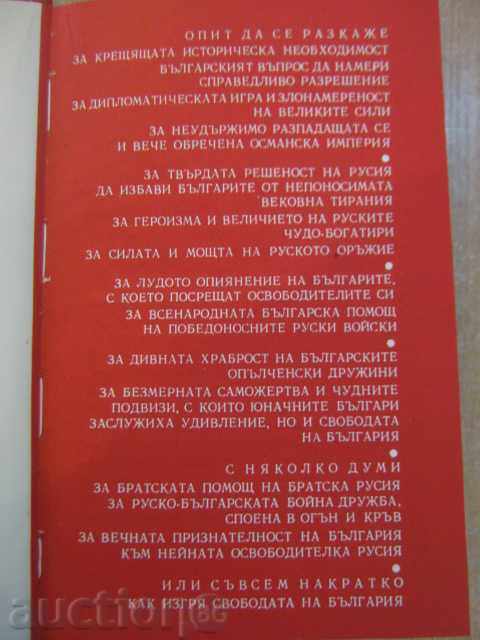 ОПИТ ДА СЕ РАЗКАЖЕ
ЗА КРЕЩЯЩАТА ИСТОРИЧЕСКА НЕОБХОДИМОСТ
БЪЛГАРСКИЯТ ВЪПРОС ДА НАМЕРИ
СПРАВЕДЛИВО РАЗРЕШЕНИЕ
ЗА ДИПЛОМАТИЧЕСКАТА ИГРА И ЗЛОНАМЕРЕНОСТ
НА ВЕЛИКИТЕ СИЛИ
ЗА НЕУДЪРЖИМО РАЗПАДАЩАТА СЕ
И ВЕЧЕ ОБРЕЧЕНА ОСМАНСКА ИМПЕРИЯ
●
ЗА ТВЪРДАТА РЕШЕНОСТ НА РУСИЯ
ДА ИЗБАВИ БЪЛГАРИТЕ ОТ НЕПОНОСИМАТА
ВЕКОВНА ТИРАНИЯ
ЗА ГЕРОИЗМА И ВЕЛИЧИЕТО НА РУСКИТЕ
ЧУДО-БОГАТИРИ
ЗА СИЛАТА И МОЩТА НА РУСКОТО ОРЪЖИЕ
●
ЗА ЛУДОТО ОПИЯНЕНИЕ НА БЪЛГАРИТЕ,
С КОЕТО ПОСРЕЩАТ ОСВОБОДИТЕЛИТЕ СИ
ЗА ВСЕНАРОДНАТА БЪЛГАРСКА ПОМОЩ
НА ПОБЕДОНОСНИТЕ РУСКИ ВОЙСКИ
●
ЗА ДИВНАТА ХРАБРОСТ НА БЪЛГАРСКИТЕ
ОПЪЛЧЕНСКИ ДРУЖИНИ
ЗА БЕЗМЕРНАТА САМОЖЕРТВА И ЧУДНИТЕ
ПОДВИЗИ, С КОИТО ЮНАЧНИТЕ БЪЛГАРИ
ЗАСЛУЖИХА УДИВЛЕНИЕ, НО И СВОБОДАТА
НА БЪЛГАРИЯ
●
С НЯКОЛКО ДУМИ
ЗА БРАТСКАТА ПОМОЩ НА БРАТСКА РУСИЯ
ЗА РУСКО-БЪЛГАРСКАТА БОЙНА ДРУЖБА,
СПОЕНА В ОГЪН И КРЪВ
ЗА ВЕЧНАТА ПРИЗНАТЕЛНОСТ НА БЪЛГАРИЯ
КЪМ НЕЙНАТА ОСВОБОДИТЕЛКА РУСИЯ
●
ИЛИ СЪВСЕМ НАКРАТКО
КАК ИЗГРЯ СВОБОДАТА НА БЪЛГАРИЯ
auction